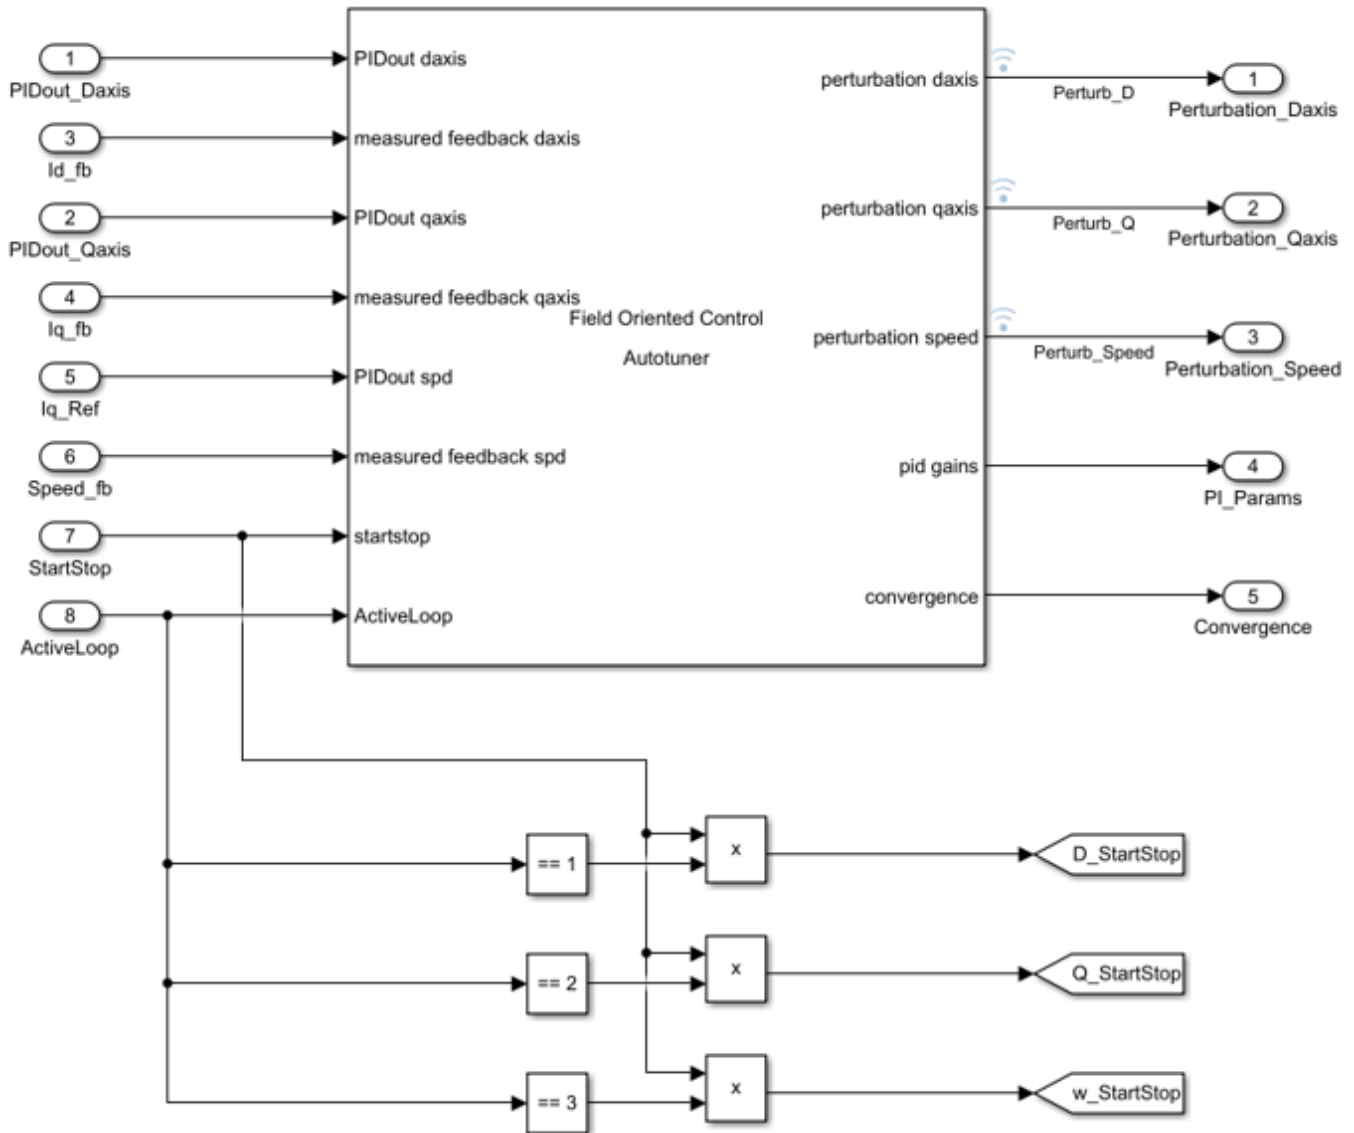 1
PIDout_Daxis
3
Id_fb
2
PIDout_Qaxis
4
Iq_fb
5
Iq_Ref
6
Speed_fb
7
StartStop
8
ActiveLoop
PIDout daxis
measured feedback daxis
PIDout qaxis
measured feedback qaxis
PIDout spd
measured feedback spd
startstop
ActiveLoop
Field Oriented Control
Autotuner
perturbation daxis
perturbation qaxis
perturbation speed
pid gains
convergence
Perturb_D
Perturb_Q
Perturb_Speed
1
Perturbation_Daxis
2
Perturbation_Qaxis
3
Perturbation_Speed
4
PI_Params
5
Convergence
== 1
x
D_StartStop
== 2
x
Q_StartStop
== 3
x
w_StartStop